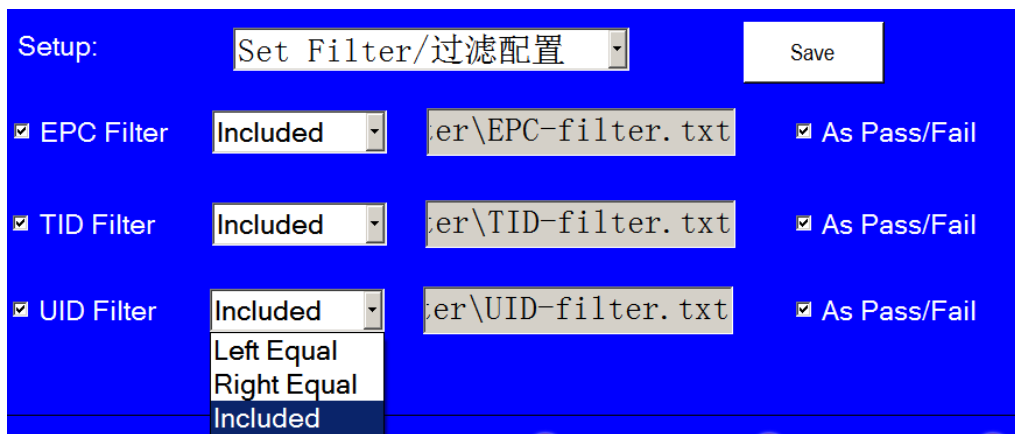 Setup: Set Filter/过滤配置 Save
EPC Filter Included er\EPC-filter.txt As Pass/Fail
TID Filter Included er\TID-filter.txt As Pass/Fail
UID Filter Included er\UID-filter.txt As Pass/Fail
Left Equal
Right Equal
Included